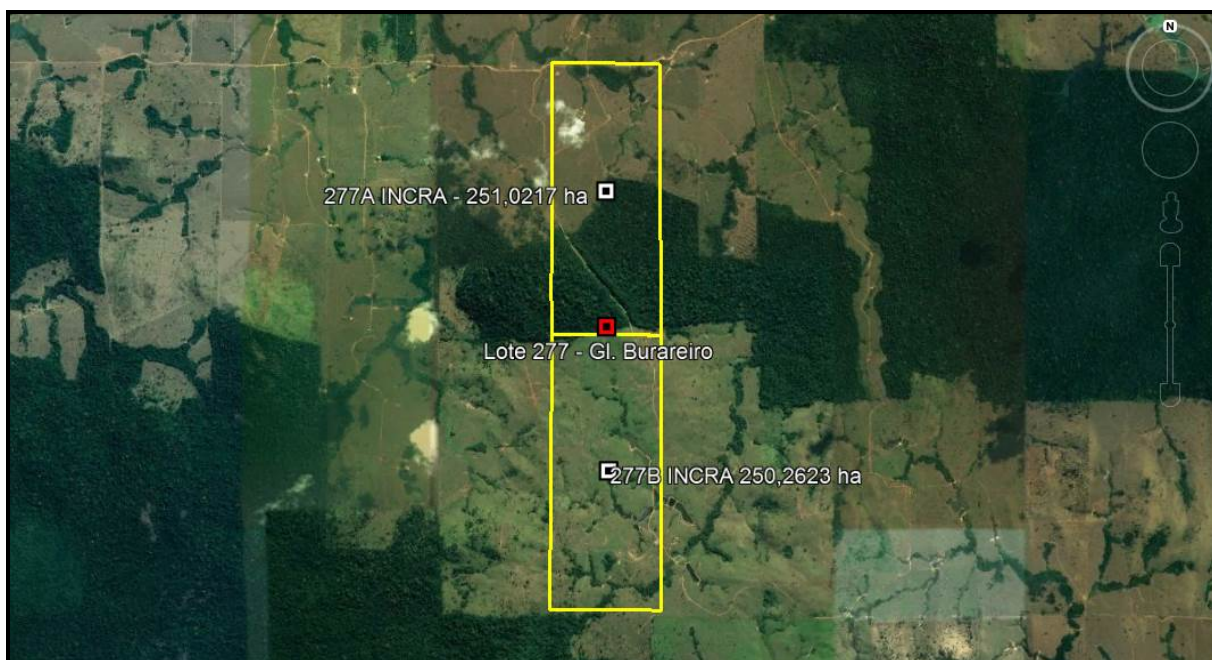 N
277A INCRA - 251,0217 ha
Lote 277 - Gl. Burareiro
277B INCRA 250,2623 ha